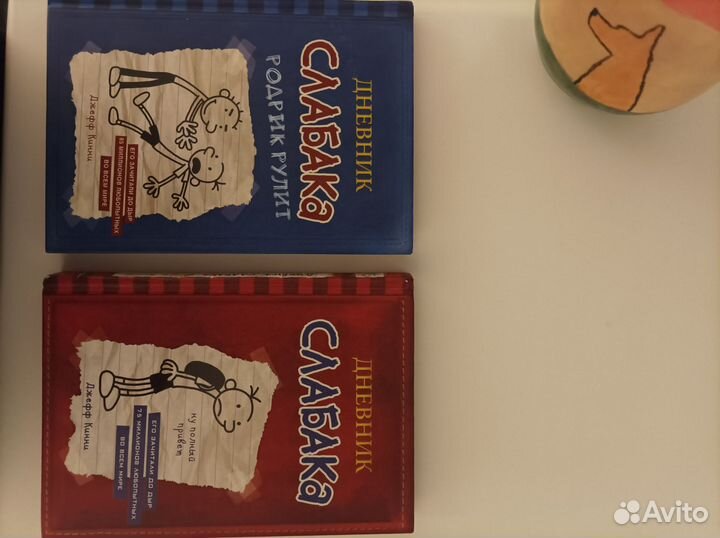 ДНЕВНИК
СЛАБАКА
РОДРИК РУЛИТ
Джефф Кинни
ЕГО ЗАЧИТАЛИ ДО ДЫР
85 МИЛЛИОНОВ ЛЮБОПЫТНЫХ
ВО ВСЕМ МИРЕ
ДНЕВНИК
СЛАБАКА
ну полный
привет
Джефф Кинни
ЕГО ЗАЧИТАЛИ ДО ДЫР
75 МИЛЛИОНОВ ЛЮБОПЫТНЫХ
ВО ВСЕМ МИРЕ
Avito